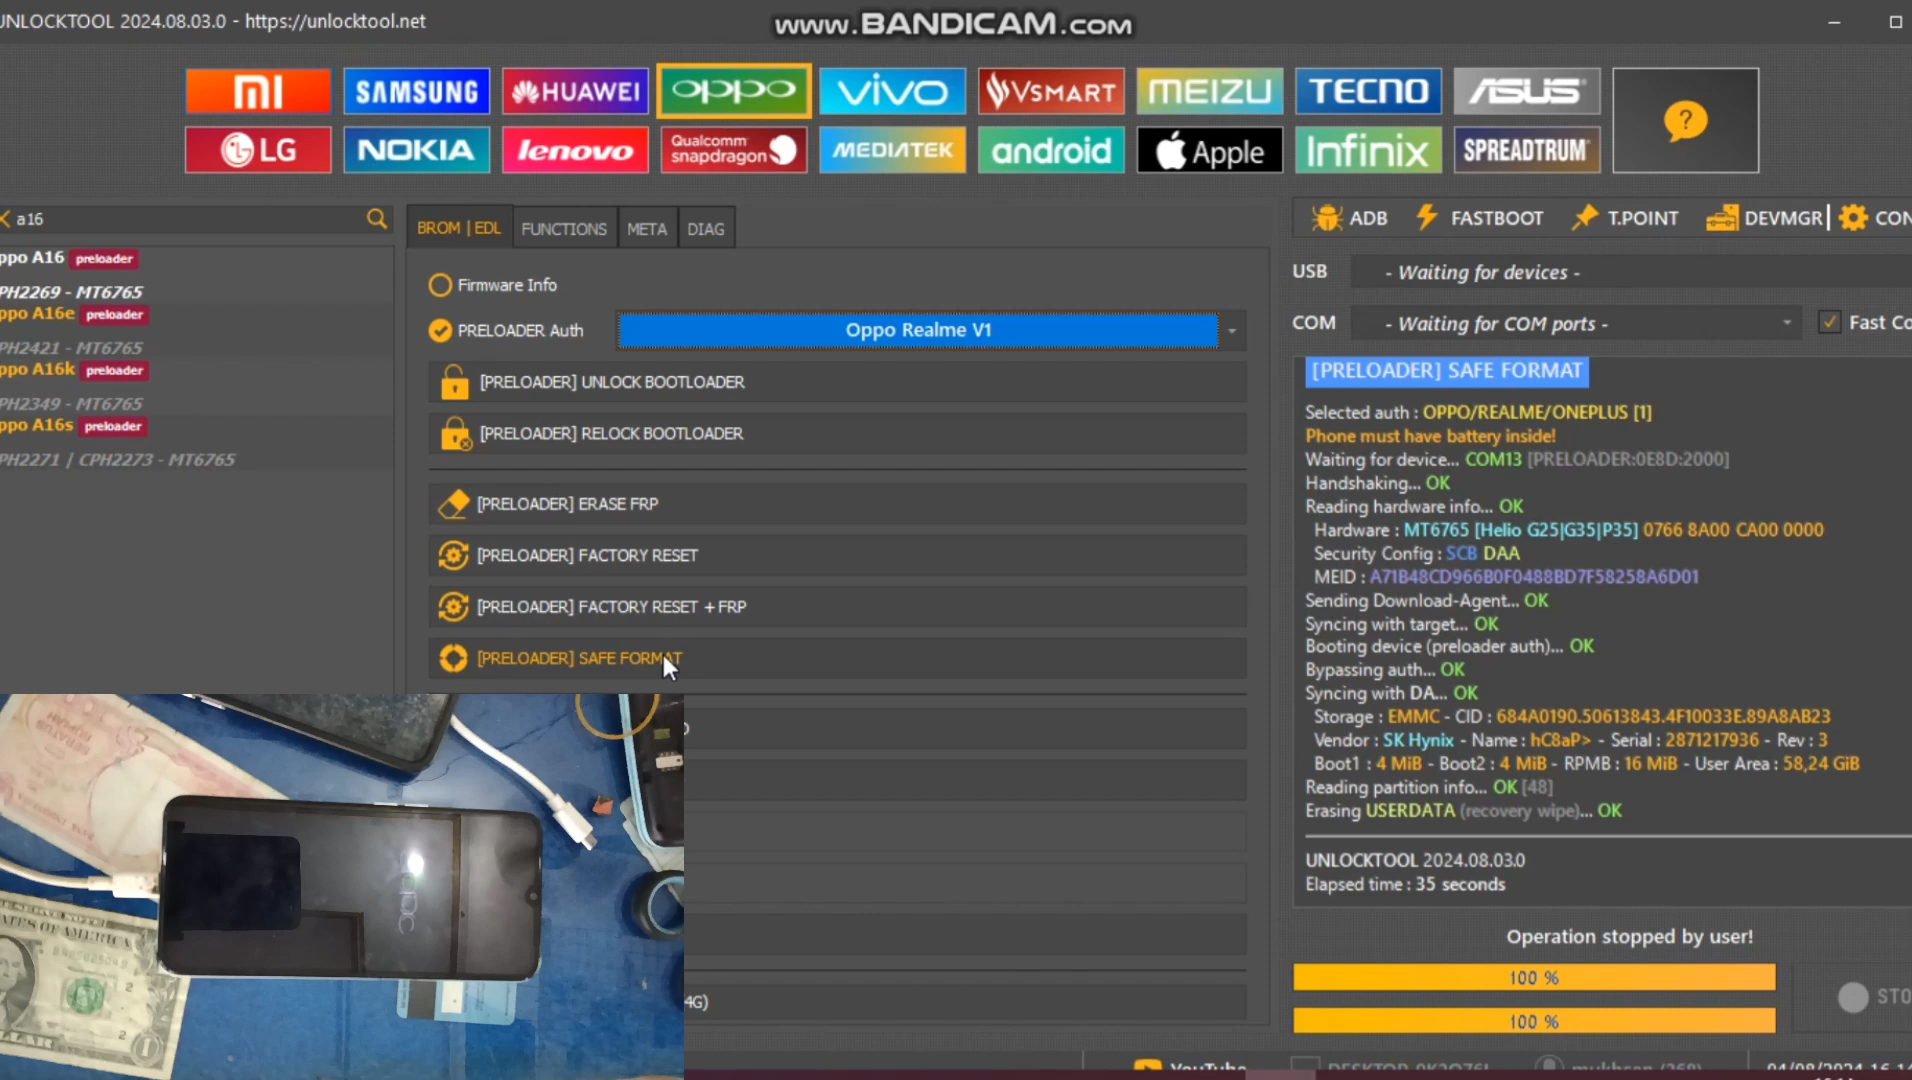 UNLOCKTOOL 2024.08.03.0 - https://unlocktool.net
www.BANDICAM.com
MI SAMSUNG HUAWEI oppo vivo VSMART MEIZU TECNO ASUS
LG NOKIA lenovo Qualcomm snapdragon MEDIATEK android Apple Infinix SPREADTRUM
?
a16
ppo A16 preloader
PH2269 - MT6765
ppo A16e preloader
PH2421 - MT6765
ppo A16k preloader
PH2349 - MT6765
ppo A16s preloader
PH2271 | CPH2273 - MT6765
BROM | EDL FUNCTIONS META DIAG
Firmware Info
PRELOADER Auth Oppo Realme V1
[PRELOADER] UNLOCK BOOTLOADER
[PRELOADER] RELOCK BOOTLOADER
[PRELOADER] ERASE FRP
[PRELOADER] FACTORY RESET
[PRELOADER] FACTORY RESET + FRP
[PRELOADER] SAFE FORMAT
4G)
ADB FASTBOOT T.POINT DEVMGR CON
USB - Waiting for devices -
COM - Waiting for COM ports - Fast Co
[PRELOADER] SAFE FORMAT
Selected auth : OPPO/REALME/ONEPLUS [1]
Phone must have battery inside!
Waiting for device... COM13 [PRELOADER:0E8D:2000]
Handshaking... OK
Reading hardware info... OK
Hardware : MT6765 [Helio G25|G35|P35] 0766 8A00 CA00 0000
Security Config : SCB DAA
MEID : A71B48CD966B0F0488BD7F58258A6D01
Sending Download-Agent... OK
Syncing with target... OK
Booting device (preloader auth)... OK
Bypassing auth... OK
Syncing with DA... OK
Storage : EMMC - CID : 684A0190.50613843.4F10033E.89A8AB23
Vendor : SK Hynix - Name : hC8aP> - Serial : 2871217936 - Rev : 3
Boot1 : 4 MiB - Boot2 : 4 MiB - RPMB : 16 MiB - User Area : 58,24 GiB
Reading partition info... OK [48]
Erasing USERDATA (recovery wipe)... OK
UNLOCKTOOL 2024.08.03.0
Elapsed time : 35 seconds
Operation stopped by user!
100 %
STO
100 %
YouTube
ATES OF AMERICA
1